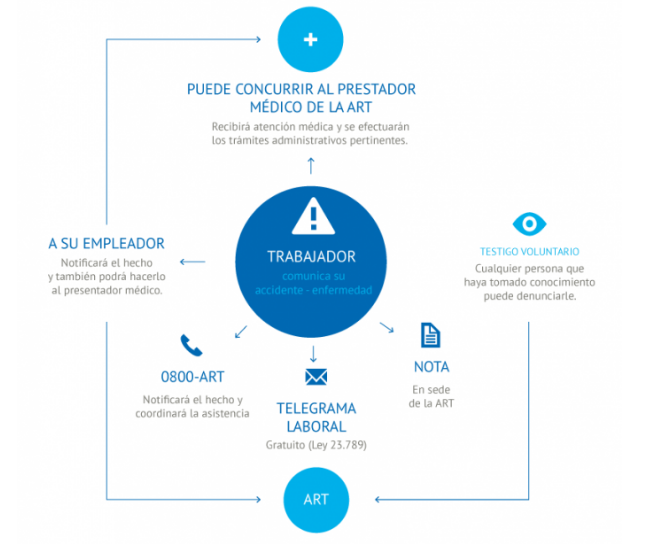 PUEDE CONCURRIR AL PRESTADOR
MÉDICO DE LA ART
Recibirá atención médica y se efectuarán
los trámites administrativos pertinentes.
A SU EMPLEADOR
Notificará el hecho
y también podrá hacerlo
al presentador médico.
TRABAJADOR
comunica su
accidente - enfermedad
TESTIGO VOLUNTARIO
Cualquier persona que
haya tomado conocimiento
puede denunciarle.
0800-ART
Notificará el hecho y
coordinará la asistencia
TELEGRAMA
LABORAL
Gratuito (Ley 23.789)
NOTA
En sede
de la ART
ART